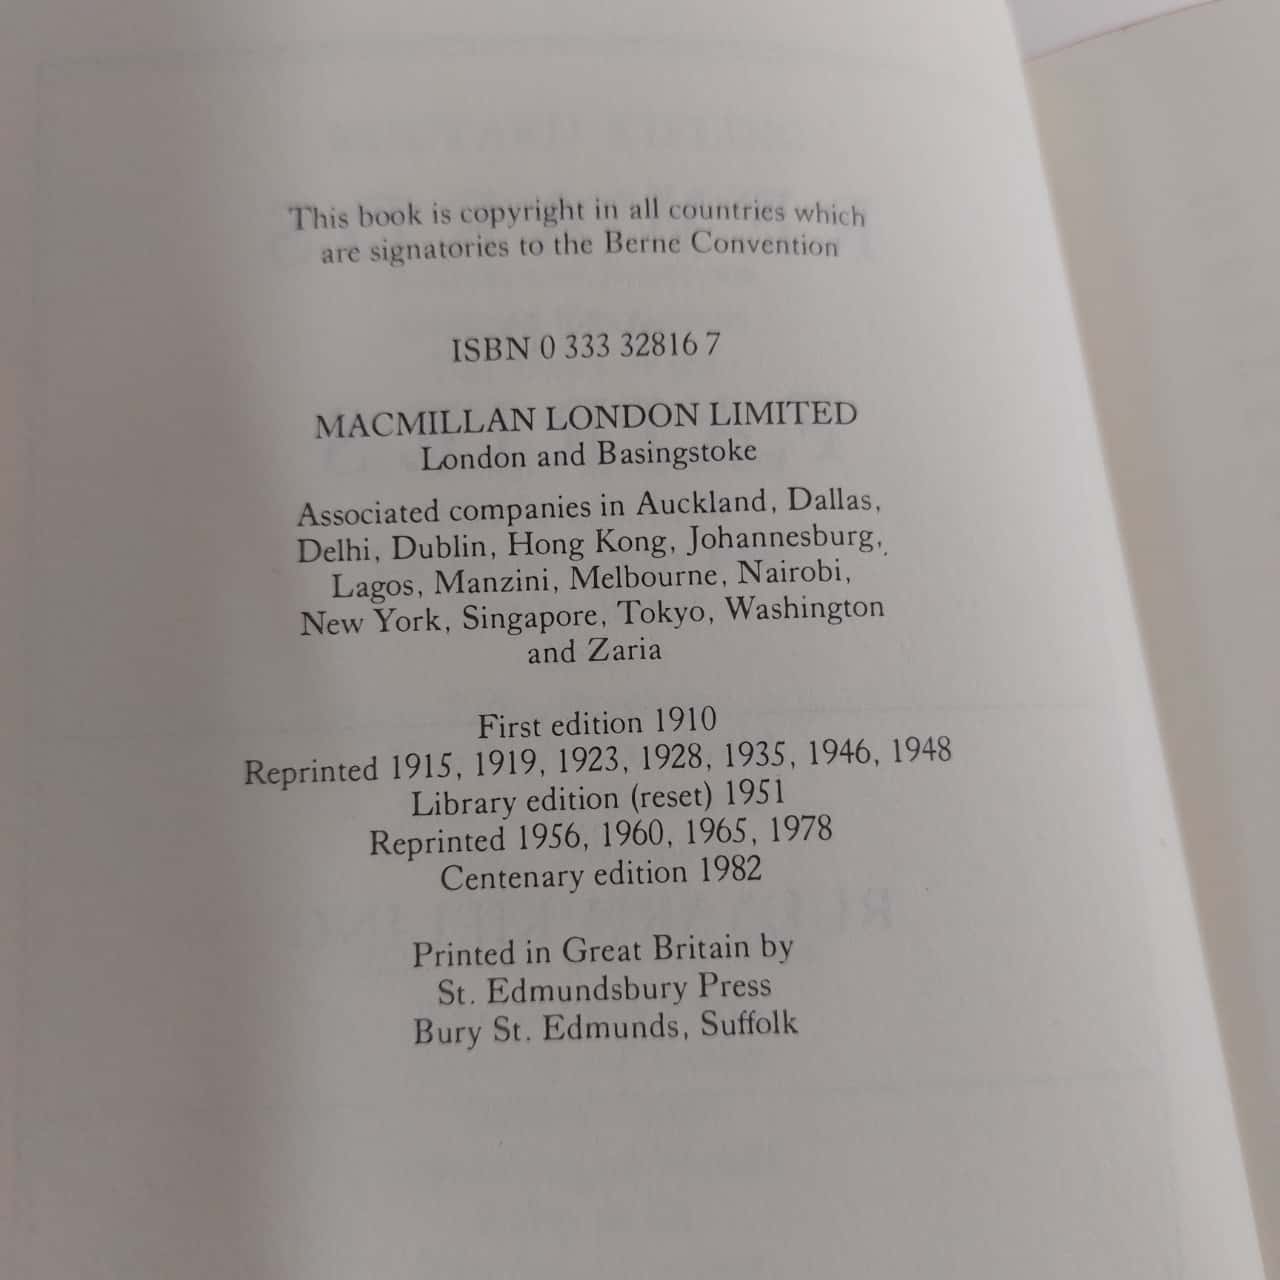 This book is copyright in all countries which
are signatories to the Berne Convention
ISBN 0 333 32816 7
MACMILLAN LONDON LIMITED
London and Basingstoke
Associated companies in Auckland, Dallas,
Delhi, Dublin, Hong Kong, Johannesburg,
Lagos, Manzini, Melbourne, Nairobi,
New York, Singapore, Tokyo, Washington
and Zaria
First edition 1910
Reprinted 1915, 1919, 1923, 1928, 1935, 1946, 1948
Library edition (reset) 1951
Reprinted 1956, 1960, 1965, 1978
Centenary edition 1982
Printed in Great Britain by
St. Edmundsbury Press
Bury St. Edmunds, Suffolk